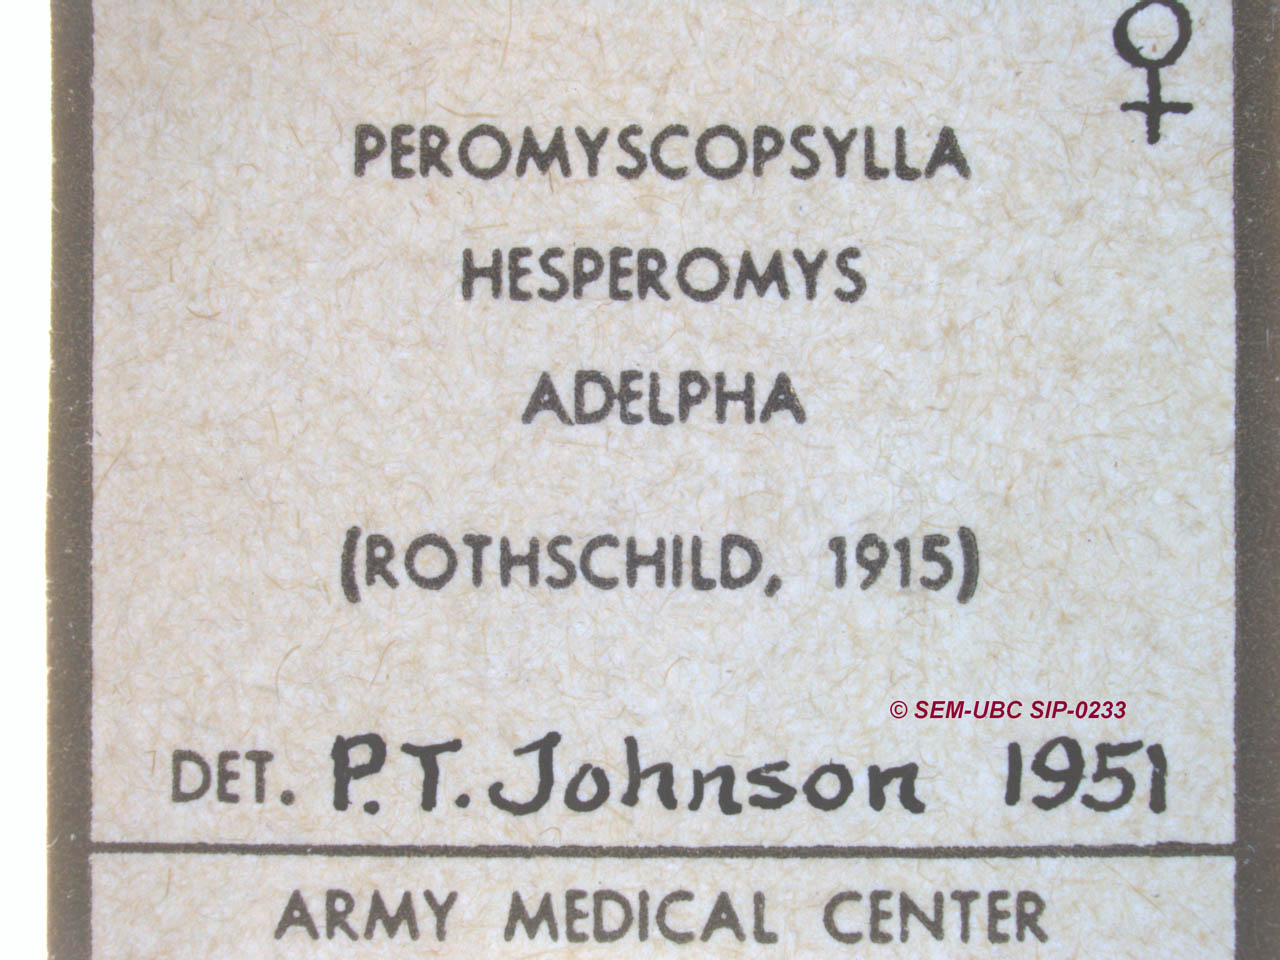 ♀
PEROMYSCOPSYLLA
HESPEROMYS
ADELPHA
(ROTHSCHILD, 1915)
© SEM-UBC SIP-0233
DET. P.T. Johnson 1951
ARMY MEDICAL CENTER